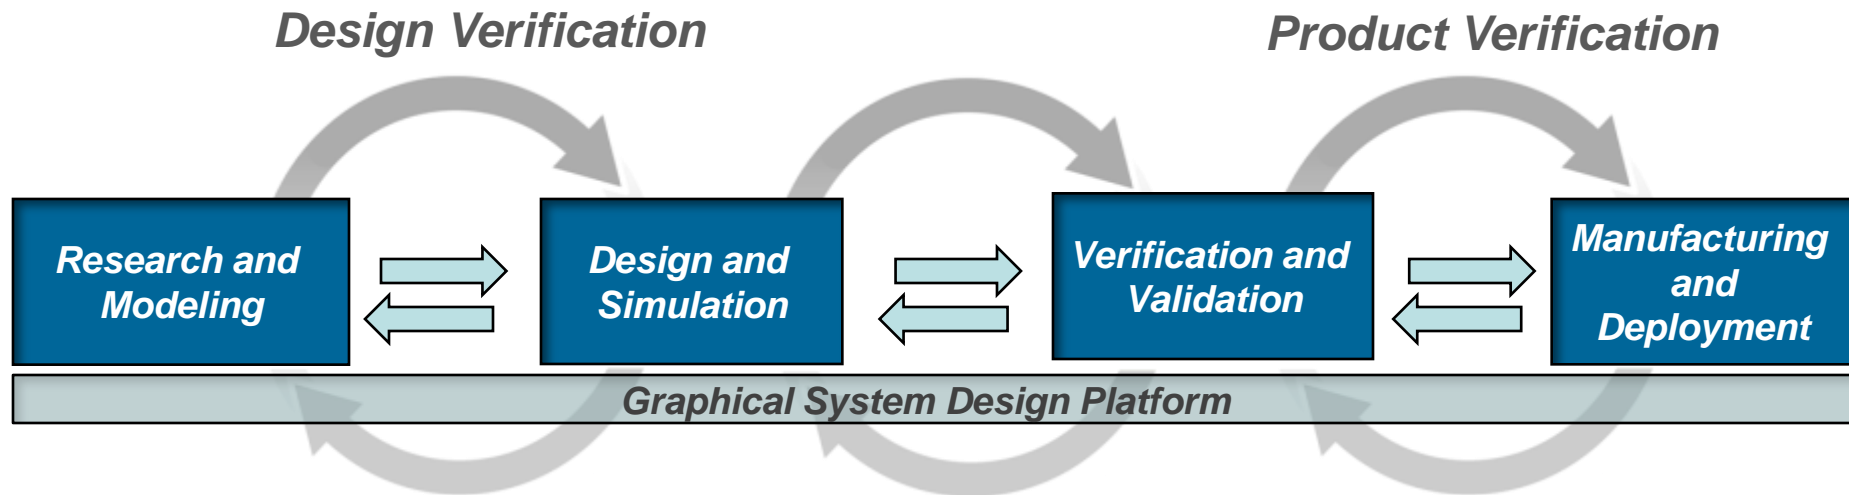 Design Verification
Product Verification
Research and
Modeling
Design and
Simulation
Verification and
Validation
Manufacturing
and
Deployment
Graphical System Design Platform